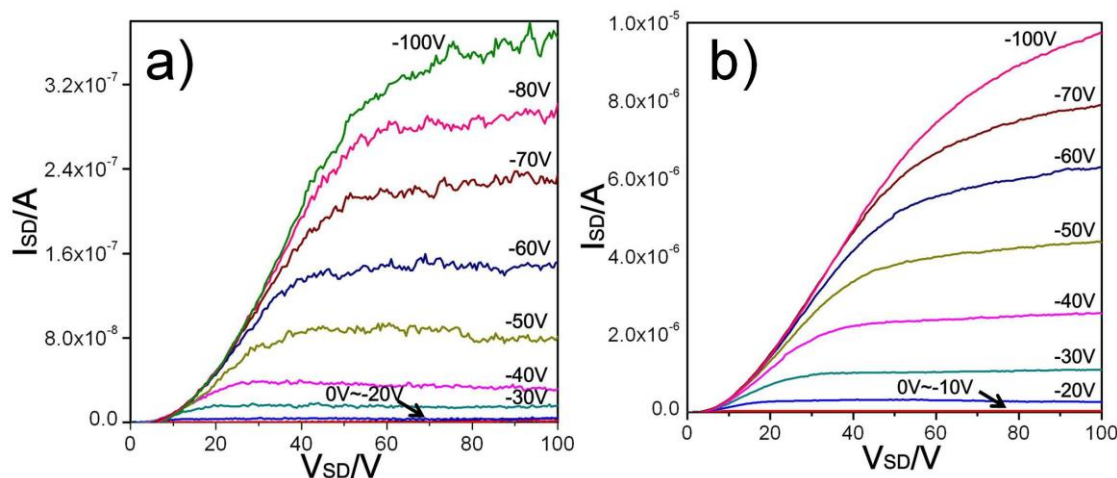 a)
I_SD/A
3.2x10⁻⁷
2.4x10⁻⁷
1.6x10⁻⁷
8.0x10⁻⁸
0.0
-100V
-80V
-70V
-60V
-50V
-40V
0V~-20V
-30V
0 20 40 60 80 100
V_SD/V
b)
I_SD/A
1.0x10⁻⁵
8.0x10⁻⁶
6.0x10⁻⁶
4.0x10⁻⁶
2.0x10⁻⁶
0.0
-100V
-70V
-60V
-50V
-40V
-30V
0V~-10V
-20V
0 20 40 60 80 100
V_SD/V